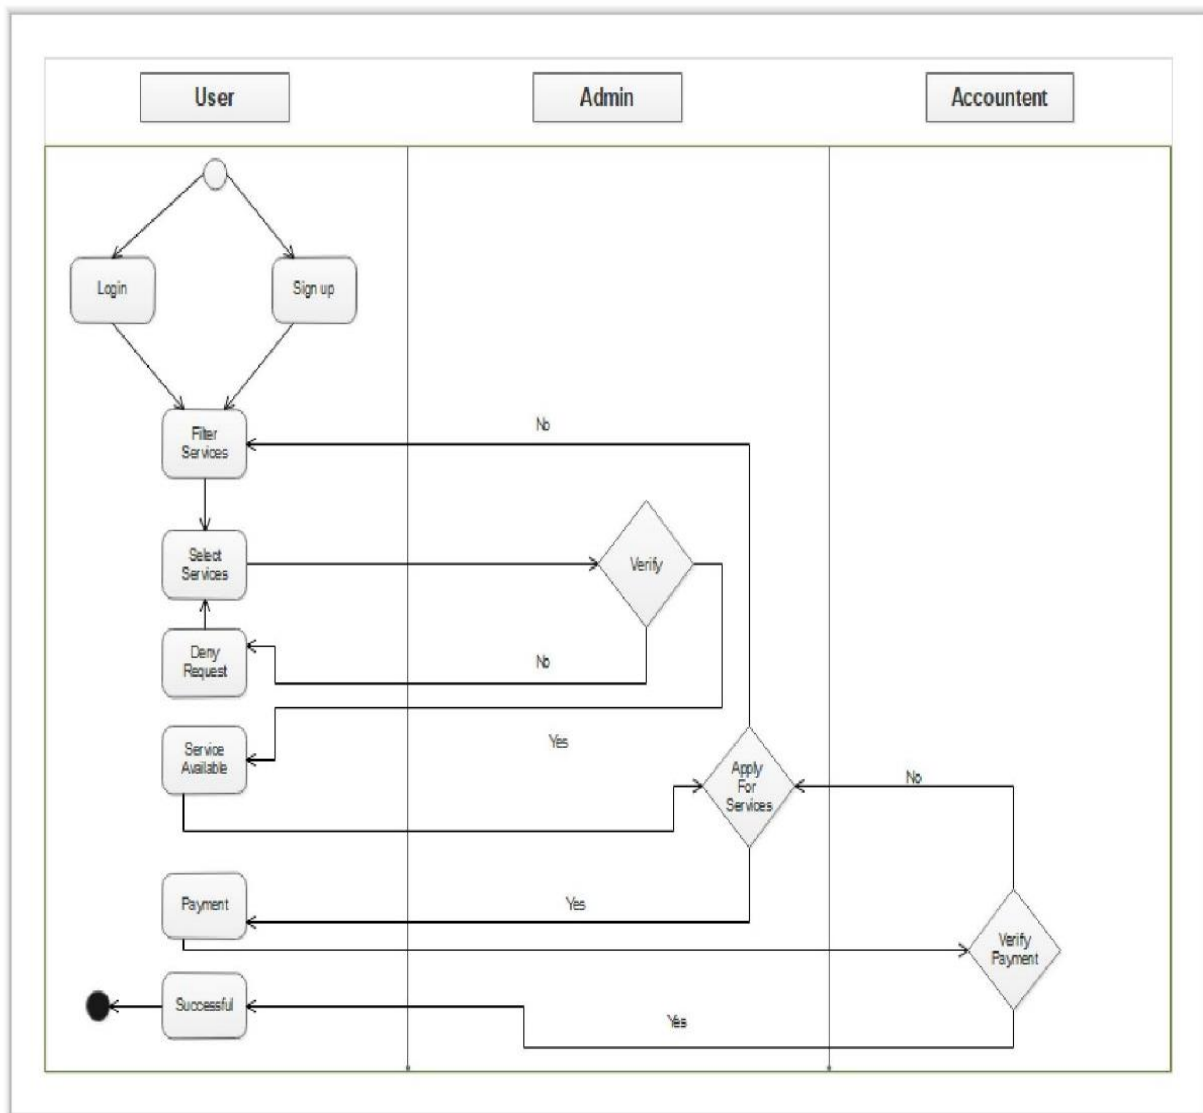 User
Admin
Accountent
Login
Sign up
Filter
Services
No
Select
Services
Verify
Deny
Request
No
Service
Available
Yes
Apply
For
Services
No
Payment
Yes
Verify
Payment
Successful
Yes